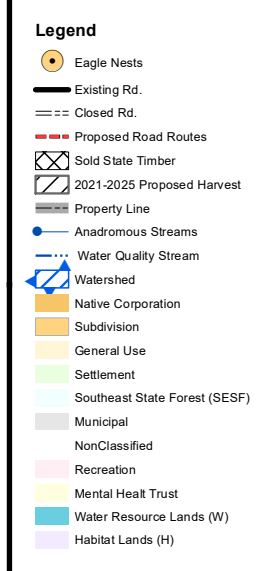 Legend
Eagle Nests
Existing Rd.
Closed Rd.
Proposed Road Routes
Sold State Timber
2021-2025 Proposed Harvest
Property Line
Anadromous Streams
Water Quality Stream
Watershed
Native Corporation
Subdivision
General Use
Settlement
Southeast State Forest (SESF)
Municipal
NonClassified
Recreation
Mental Healt Trust
Water Resource Lands (W)
Habitat Lands (H)